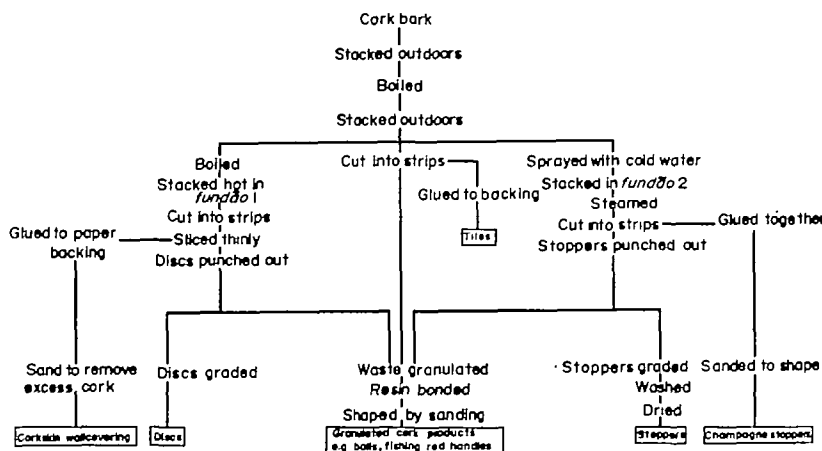 Cork bark
Stacked outdoors
Boiled
Stacked outdoors
Boiled
Stacked hot in
fundão 1
Cut into strips
Sliced thinly
Discs punched out
Glued to paper
backing
Sand to remove
excess cork
Corkskin wallcovering
Discs graded
Discs
Cut into strips
Glued to backing
Tiles
Waste granulated
Resin bonded
Shaped by sanding
Granulated cork products
e.g balls, fishing rod handles
Sprayed with cold water
Stacked in fundão 2
Steamed
Cut into strips
Stoppers punched out
Stoppers graded
Washed
Dried
Stoppers
Glued together
Sanded to shape
Champagne stoppers